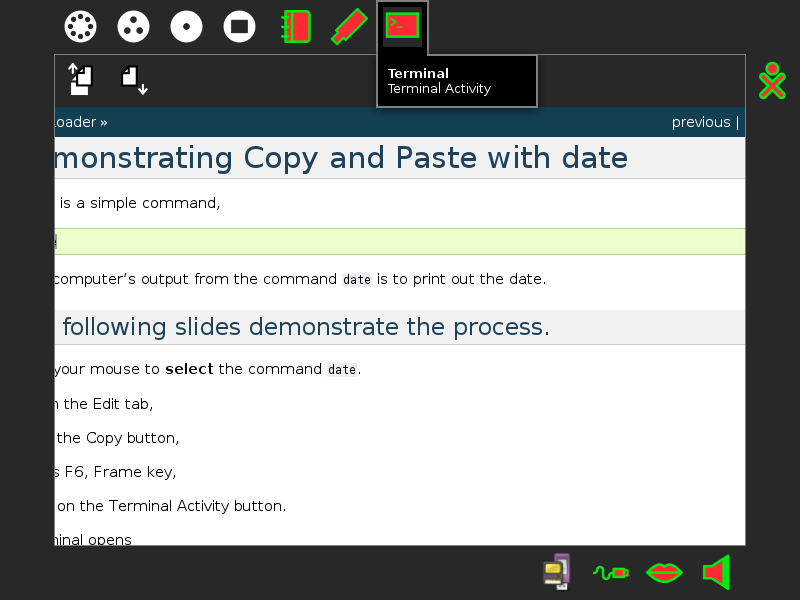 Terminal
Terminal Activity
oader »
previous |
monstrating Copy and Paste with date
is a simple command,
computer's output from the command date is to print out the date.
following slides demonstrate the process.
your mouse to select the command date.
the Edit tab,
the Copy button,
s F6, Frame key,
on the Terminal Activity button.
minal opens